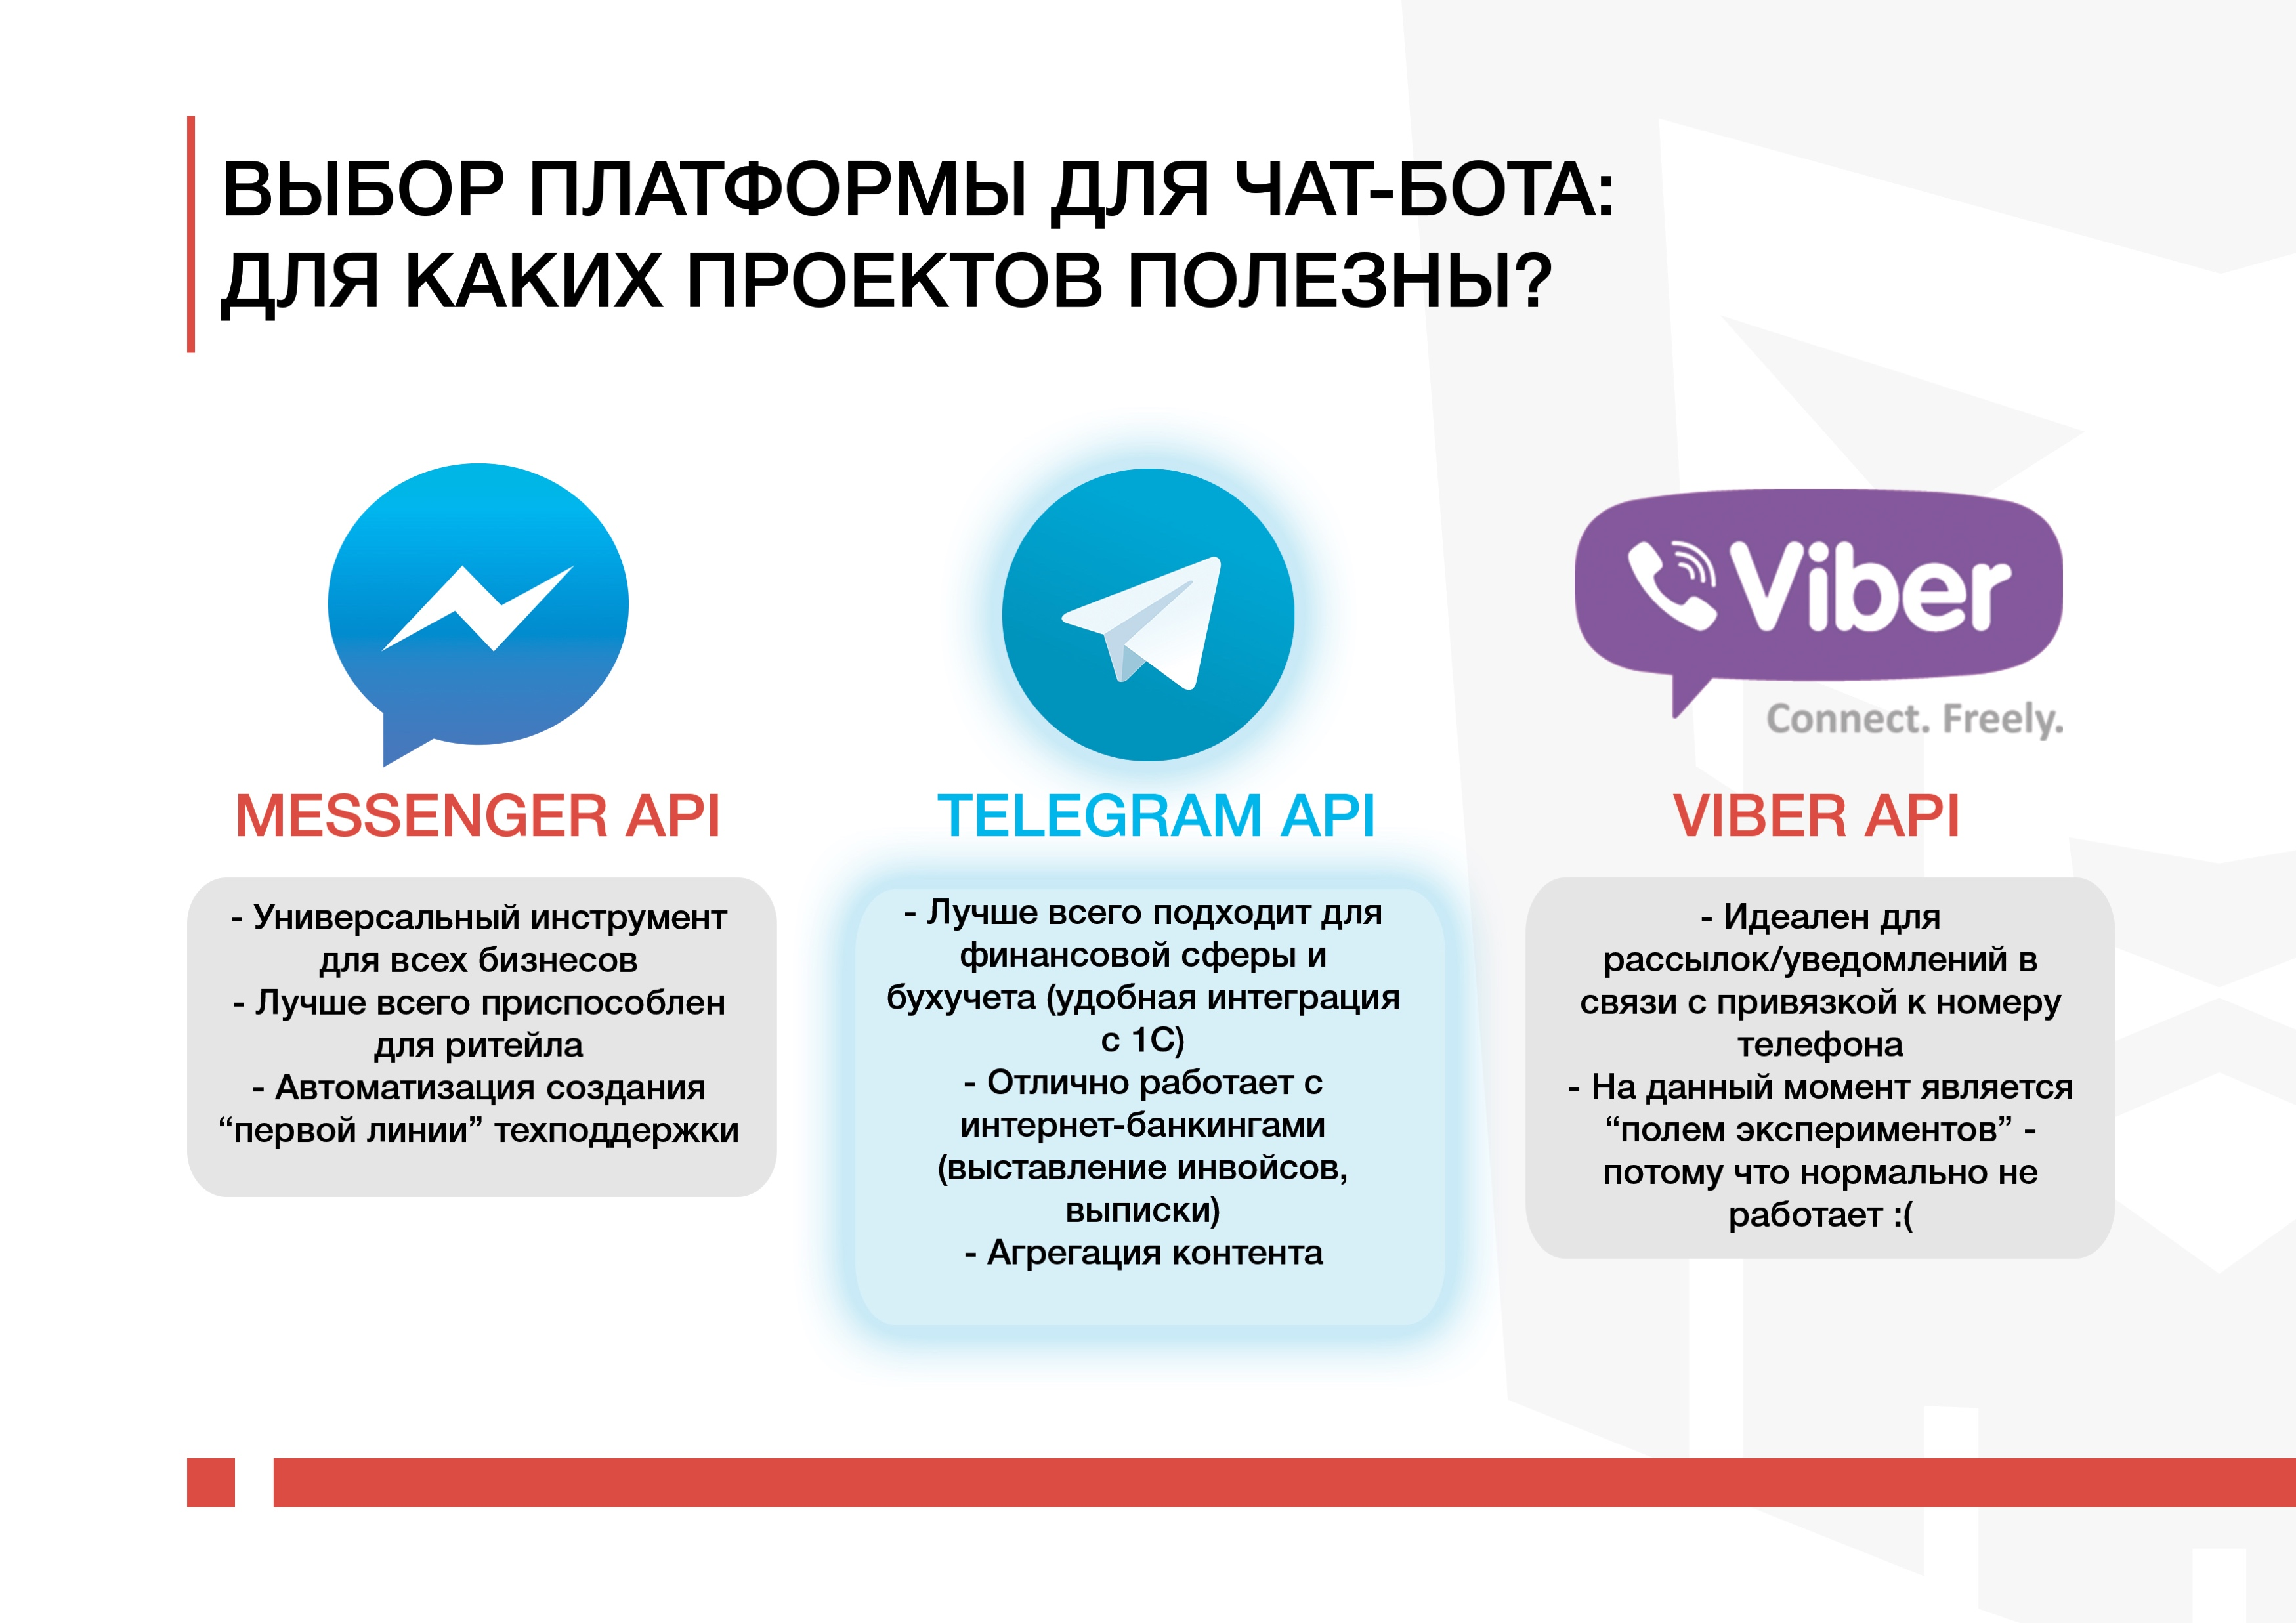 ВЫБОР ПЛАТФОРМЫ ДЛЯ ЧАТ-БОТА:
ДЛЯ КАКИХ ПРОЕКТОВ ПОЛЕЗНЫ?
MESSENGER API
- Универсальный инструмент
для всех бизнесов
- Лучше всего приспособлен
для ритейла
- Автоматизация создания
“первой линии” техподдержки
TELEGRAM API
- Лучше всего подходит для
финансовой сферы и
бухучета (удобная интеграция
с 1С)
- Отлично работает с
интернет-банкингами
(выставление инвойсов,
выписки)
- Агрегация контента
Viber
Connect. Freely.
VIBER API
- Идеален для
рассылок/уведомлений в
связи с привязкой к номеру
телефона
- На данный момент является
“полем экспериментов” -
потому что нормально не
работает :(